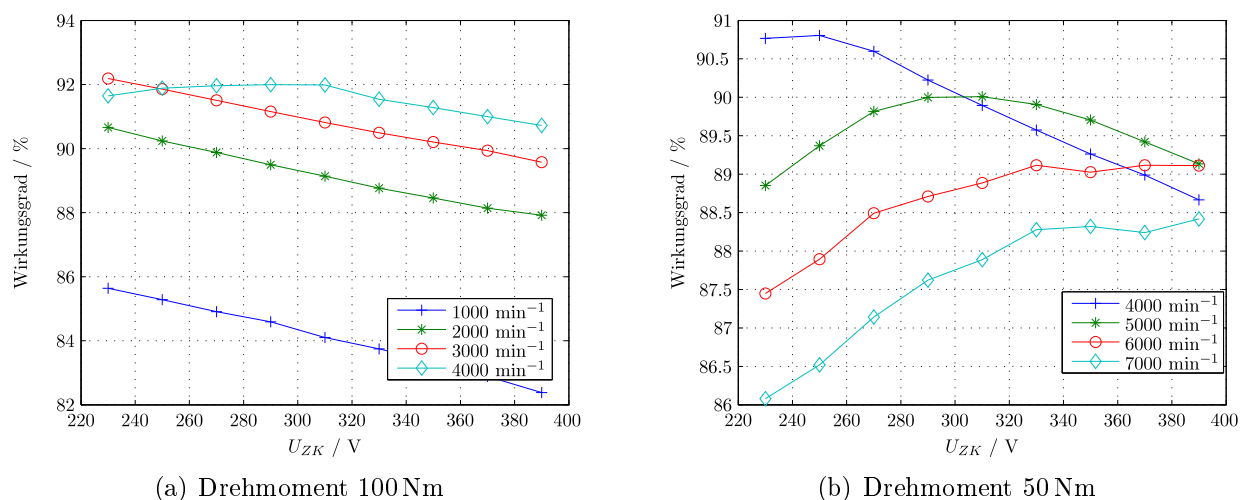 94
92
90
88
86
84
82
Wirkungsgrad / %
220 240 260 280 300 320 340 360 380 400
U_ZK / V
1000 min⁻¹
2000 min⁻¹
3000 min⁻¹
4000 min⁻¹
(a) Drehmoment 100 Nm
91
90.5
90
89.5
89
88.5
88
87.5
87
86.5
86
Wirkungsgrad / %
220 240 260 280 300 320 340 360 380 400
U_ZK / V
4000 min⁻¹
5000 min⁻¹
6000 min⁻¹
7000 min⁻¹
(b) Drehmoment 50 Nm